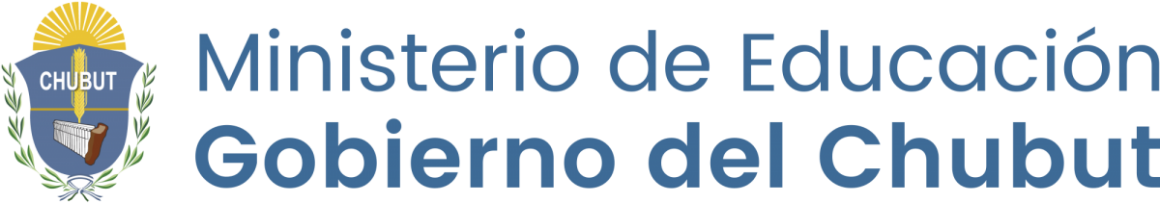 CHUBUT
Ministerio de Educación
Gobierno del Chubut